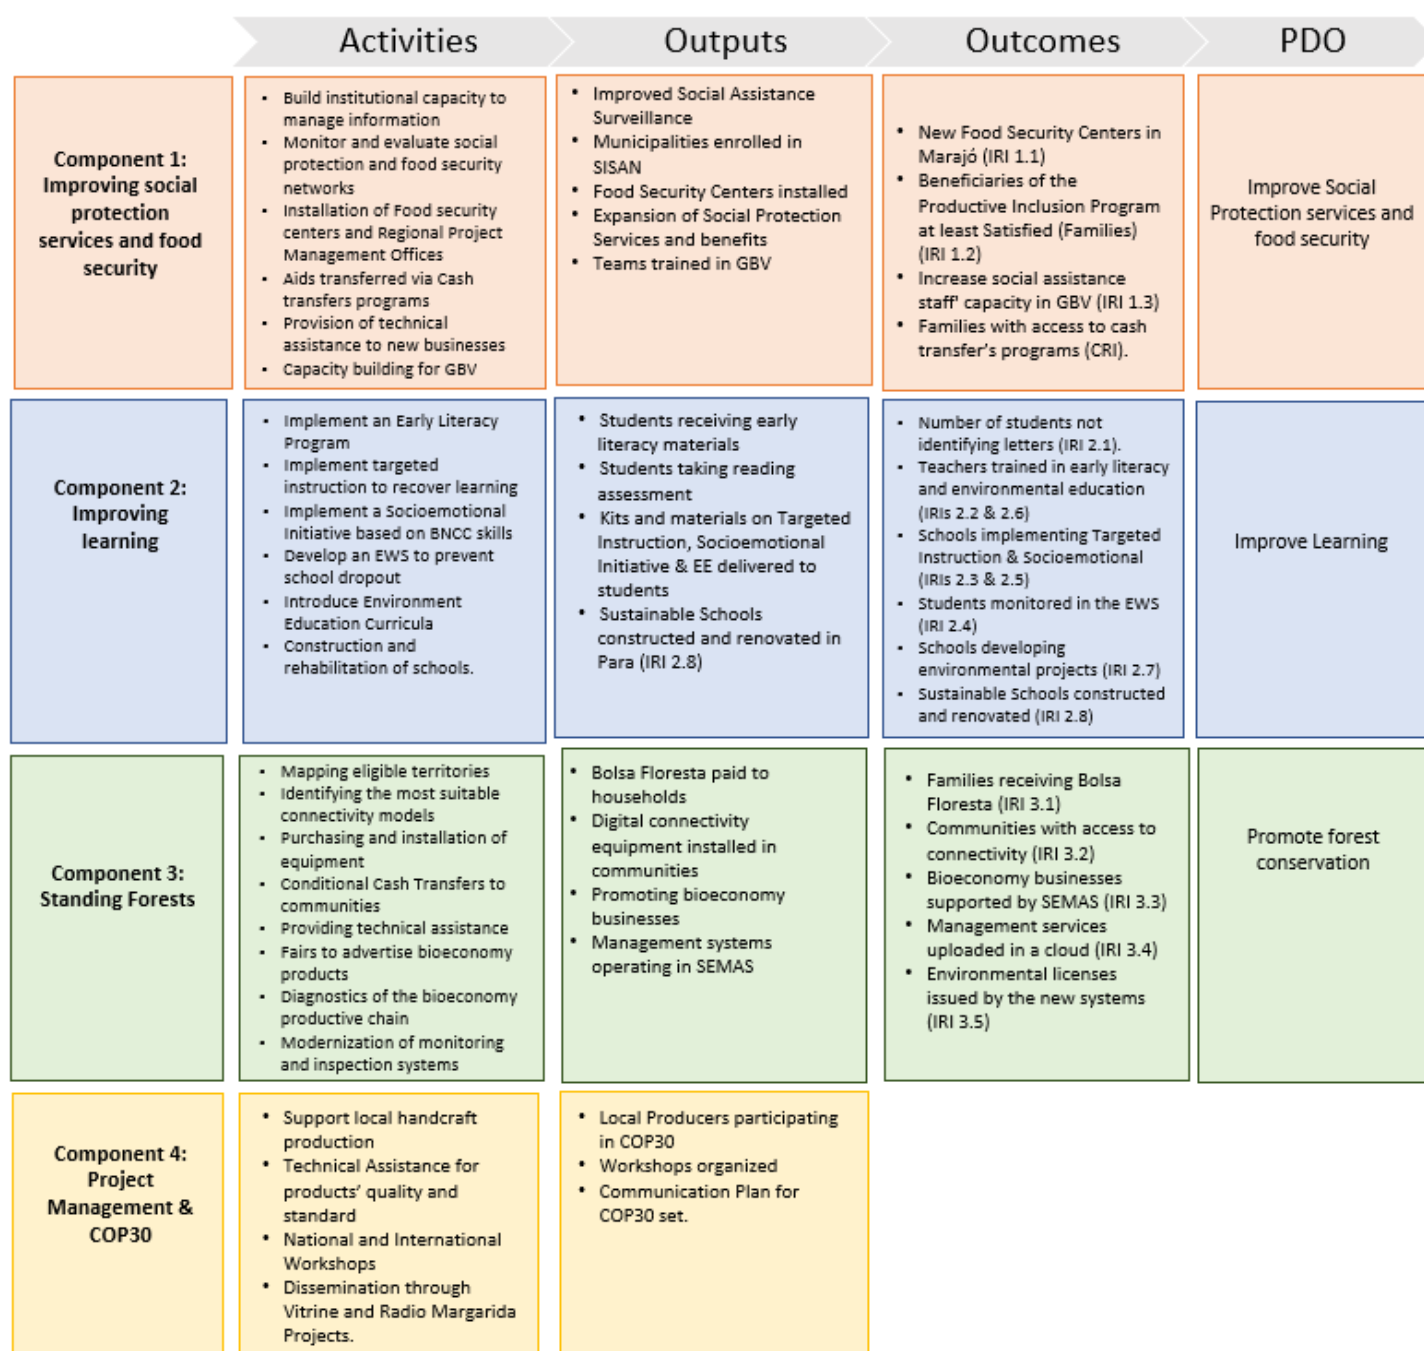 Activities
Outputs
Outcomes
PDO
Component 1:
Improving social
protection
services and food
security
▪ Build institutional capacity to
manage information
▪ Monitor and evaluate social
protection and food security
networks
▪ Installation of Food security
centers and Regional Project
Management Offices
▪ Aids transferred via Cash
transfers programs
▪ Provision of technical
assistance to new businesses
▪ Capacity building for GBV
• Improved Social Assistance
Surveillance
• Municipalities enrolled in
SISAN
• Food Security Centers installed
• Expansion of Social Protection
Services and benefits
• Teams trained in GBV
• New Food Security Centers in
Marajó (IRI 1.1)
• Beneficiaries of the
Productive Inclusion Program
at least Satisfied (Families)
(IRI 1.2)
• Increase social assistance
staff' capacity in GBV (IRI 1.3)
• Families with access to cash
transfer's programs (CRI).
Improve Social
Protection services and
food security
Component 2:
Improving
learning
▪ Implement an Early Literacy
Program
▪ Implement targeted
instruction to recover learning
▪ Implement a Socioemotional
Initiative based on BNCC skills
▪ Develop an EWS to prevent
school dropout
▪ Introduce Environment
Education Curricula
▪ Construction and
rehabilitation of schools.
• Students receiving early
literacy materials
• Students taking reading
assessment
• Kits and materials on Targeted
Instruction, Socioemotional
Initiative & EE delivered to
students
• Sustainable Schools
constructed and renovated in
Para (IRI 2.8)
▪ Number of students not
identifying letters (IRI 2.1).
▪ Teachers trained in early literacy
and environmental education
(IRIs 2.2 & 2.6)
▪ Schools implementing Targeted
Instruction & Socioemotional
(IRIs 2.3 & 2.5)
▪ Students monitored in the EWS
(IRI 2.4)
▪ Schools developing
environmental projects (IRI 2.7)
▪ Sustainable Schools constructed
and renovated (IRI 2.8)
Improve Learning
Component 3:
Standing Forests
▪ Mapping eligible territories
▪ Identifying the most suitable
connectivity models
▪ Purchasing and installation of
equipment
▪ Conditional Cash Transfers to
communities
▪ Providing technical assistance
▪ Fairs to advertise bioeconomy
products
▪ Diagnostics of the bioeconomy
productive chain
▪ Modernization of monitoring
and inspection systems
• Bolsa Floresta paid to
households
• Digital connectivity
equipment installed in
communities
• Promoting bioeconomy
businesses
• Management systems
operating in SEMAS
• Families receiving Bolsa
Floresta (IRI 3.1)
• Communities with access to
connectivity (IRI 3.2)
• Bioeconomy businesses
supported by SEMAS (IRI 3.3)
• Management services
uploaded in a cloud (IRI 3.4)
• Environmental licenses
issued by the new systems
(IRI 3.5)
Promote forest
conservation
Component 4:
Project
Management &
COP30
• Support local handcraft
production
• Technical Assistance for
products' quality and
standard
• National and International
Workshops
• Dissemination through
Vitrine and Radio Margarida
Projects.
• Local Producers participating
in COP30
• Workshops organized
• Communication Plan for
COP30 set.